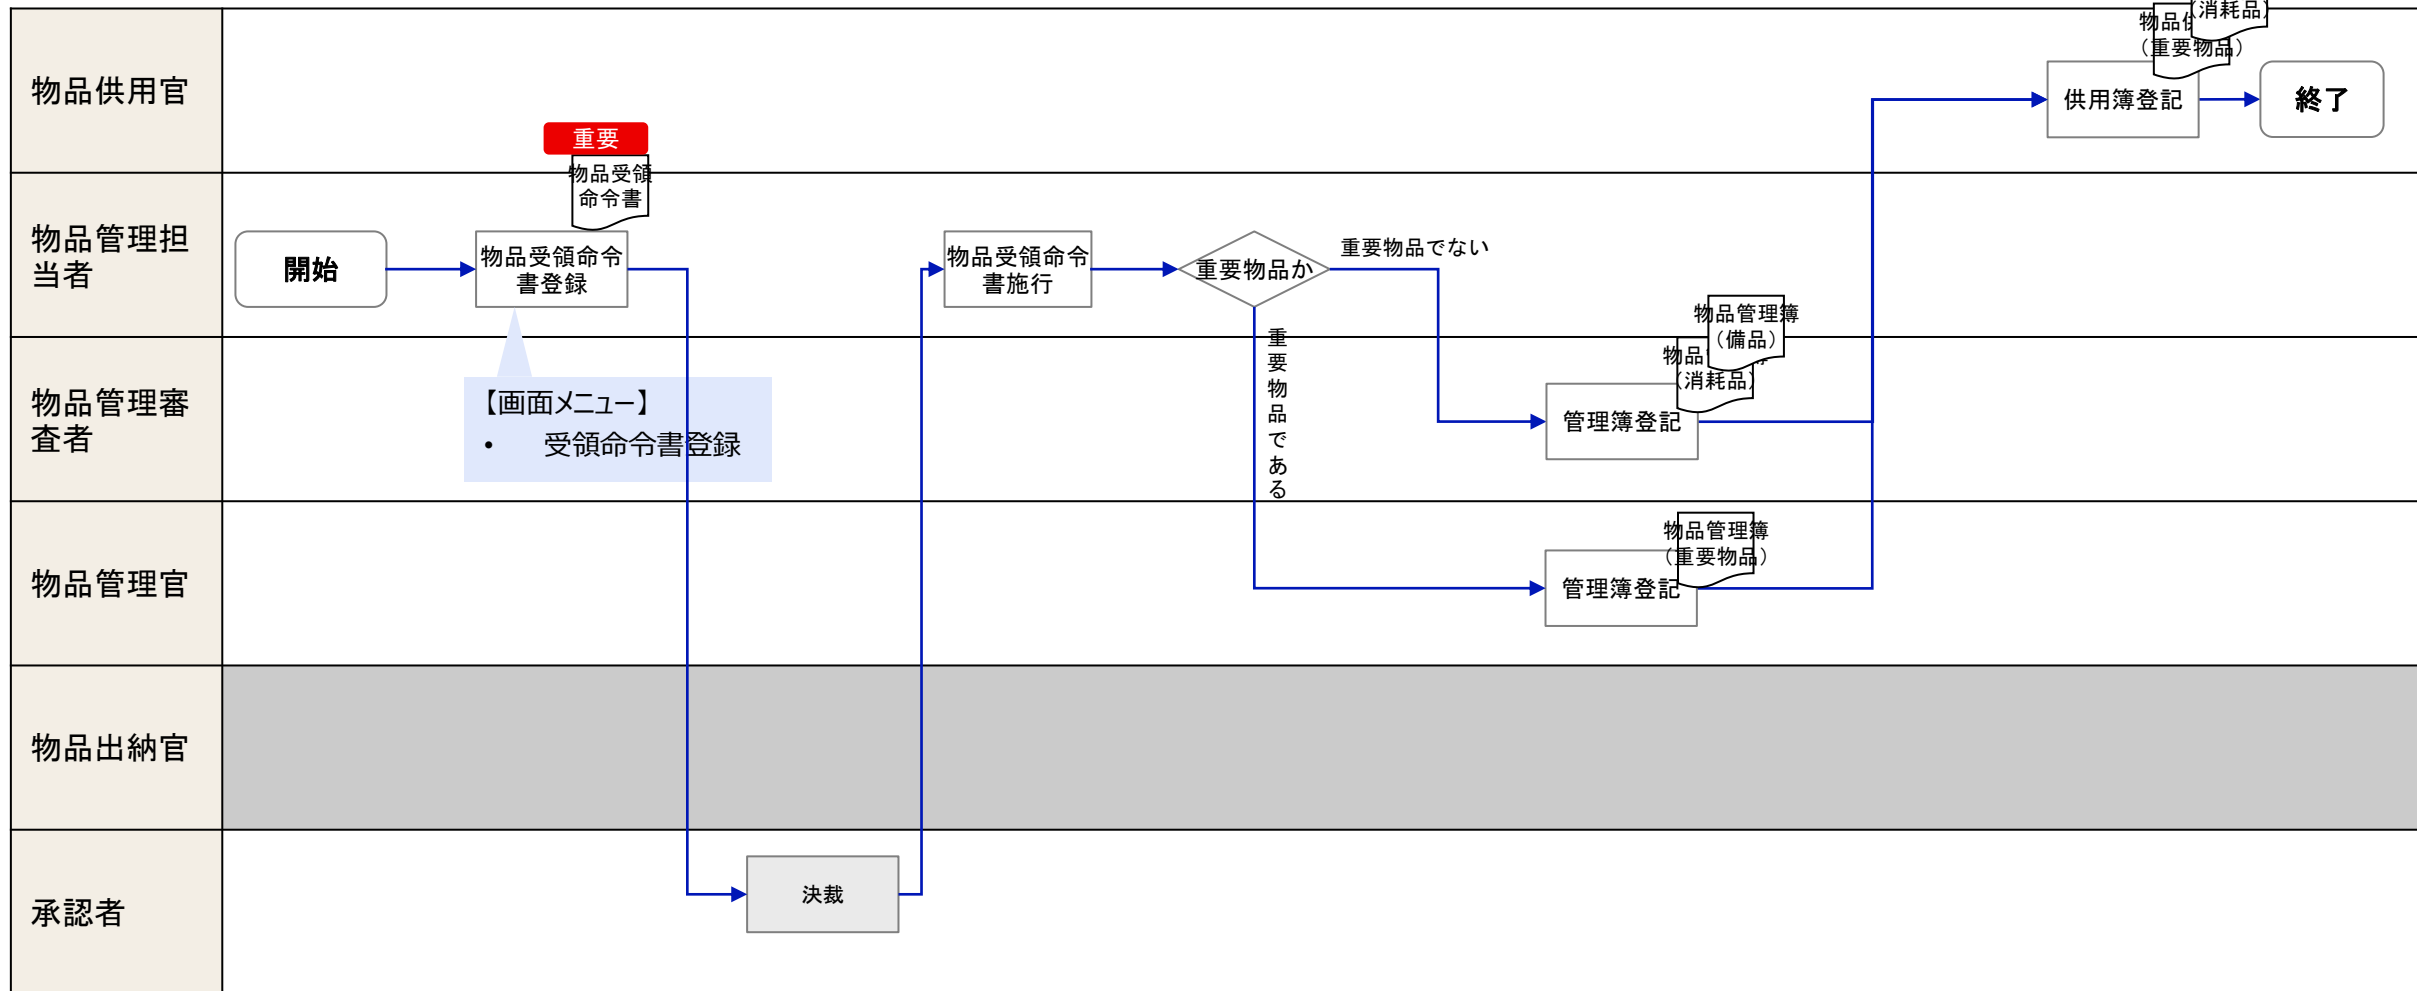 物品供用官
（消耗品）
物品
（重要物品）
供用簿登記
終了
重要
物品受領
命令書
物品管理担
当者
開始
物品受領命令
書登録
物品受領命令
書施行
重要物品か
重要物品でない
重要物品である
物品管理審
査者
【画面メニュー】
• 受領命令書登録
物品管理簿
（備品）
物品
（消耗品）
管理簿登記
物品管理官
物品管理簿
（重要物品）
管理簿登記
物品出納官
承認者
決裁